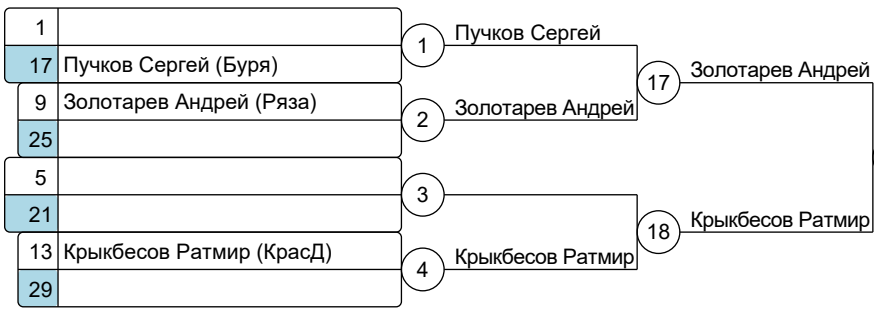 1
17 Пучков Сергей (Буря)
1
Пучков Сергей
9 Золотарев Андрей (Ряза)
25
2
Золотарев Андрей
17
Золотарев Андрей
5
21
3
13 Крыкбесов Ратмир (КрасД)
29
4
Крыкбесов Ратмир
18
Крыкбесов Ратмир